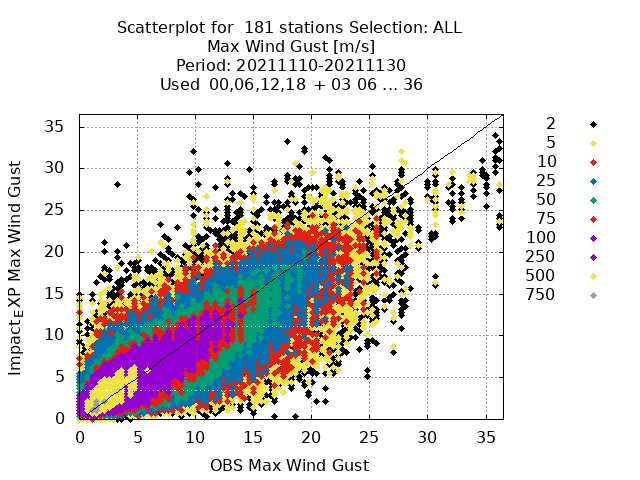 Scatterplot for  181 stations Selection: ALL
Max Wind Gust [m/s]
Period: 20211110-20211130
Used  00,06,12,18  + 03 06 ... 36
Impact_EXP Max Wind Gust
35
30
25
20
15
10
5
0
0 5 10 15 20 25 30 35
OBS Max Wind Gust
2
5
10
25
50
75
100
250
500
750